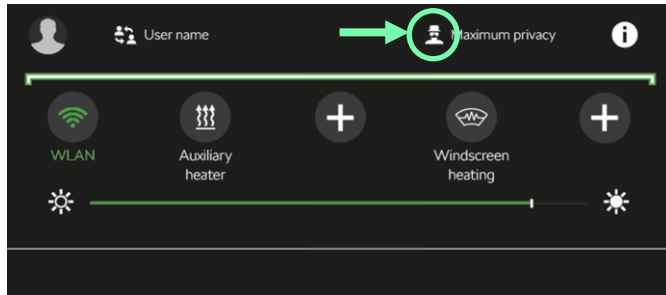 User name
Maximum privacy
WLAN
Auxiliary
heater
Windscreen
heating